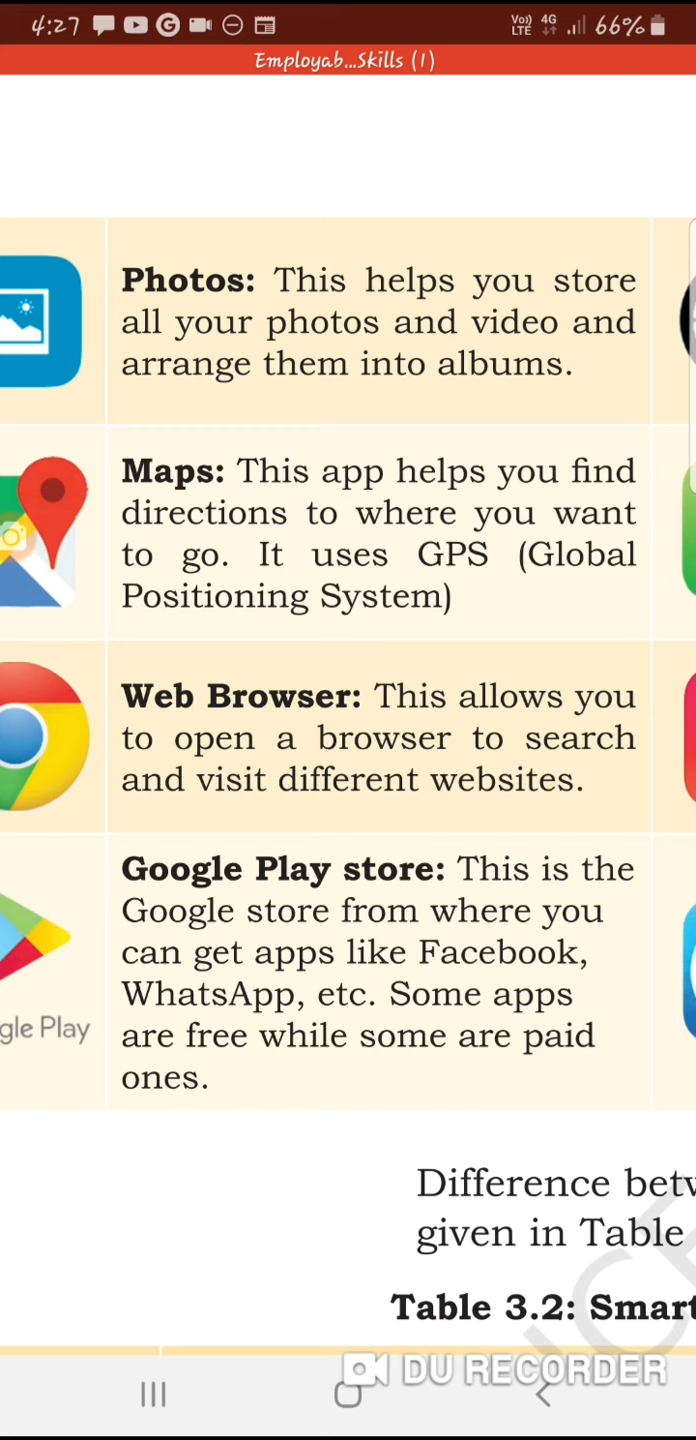 4:27
Vo))
LTE
4G
66%
Employab...Skills (1)
Photos: This helps you store
all your photos and video and
arrange them into albums.
Maps: This app helps you find
directions to where you want
to go. It uses GPS (Global
Positioning System)
Web Browser: This allows you
to open a browser to search
and visit different websites.
Google Play store: This is the
Google store from where you
can get apps like Facebook,
WhatsApp, etc. Some apps
are free while some are paid
ones.
gle Play
Difference betw
given in Table
Table 3.2: Smart
DU RECORDER